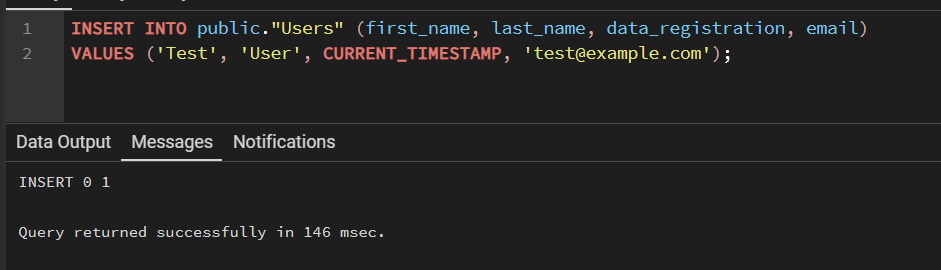 1 INSERT INTO public."Users" (first_name, last_name, data_registration, email)
2 VALUES ('Test', 'User', CURRENT_TIMESTAMP, 'test@example.com');
Data Output Messages Notifications
INSERT 0 1
Query returned successfully in 146 msec.